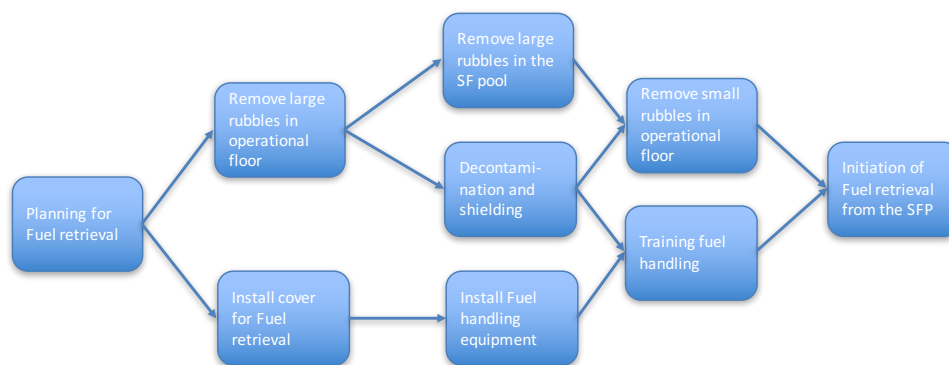 Planning for
Fuel retrieval
Remove large
rubbles in
operational
floor
Install cover
for Fuel
retrieval
Remove large
rubbles in the
SF pool
Decontami-
nation and
shielding
Install Fuel
handling
equipment
Remove small
rubbles in
operational
floor
Training fuel
handling
Initiation of
Fuel retrieval
from the SFP